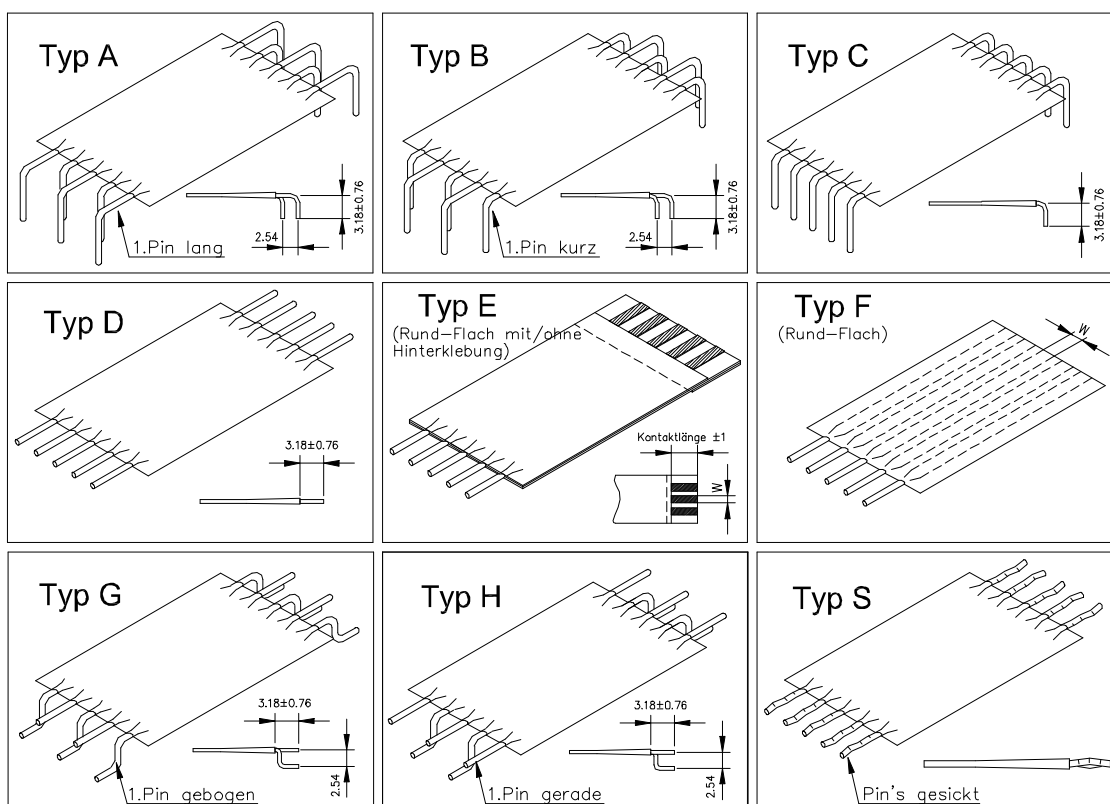 Typ A
3.18±0.76
2.54
1.Pin lang
Typ B
3.18±0.76
2.54
1.Pin kurz
Typ C
3.18±0.76
Typ D
3.18±0.76
Typ E
(Rund-Flach mit/ohne
Hinterklebung)
Kontaktlänge ±1
W
Typ F
(Rund-Flach)
W
Typ G
3.18±0.76
2.54
1.Pin gebogen
Typ H
3.18±0.76
2.54
1.Pin gerade
Typ S
Pin's gesickt